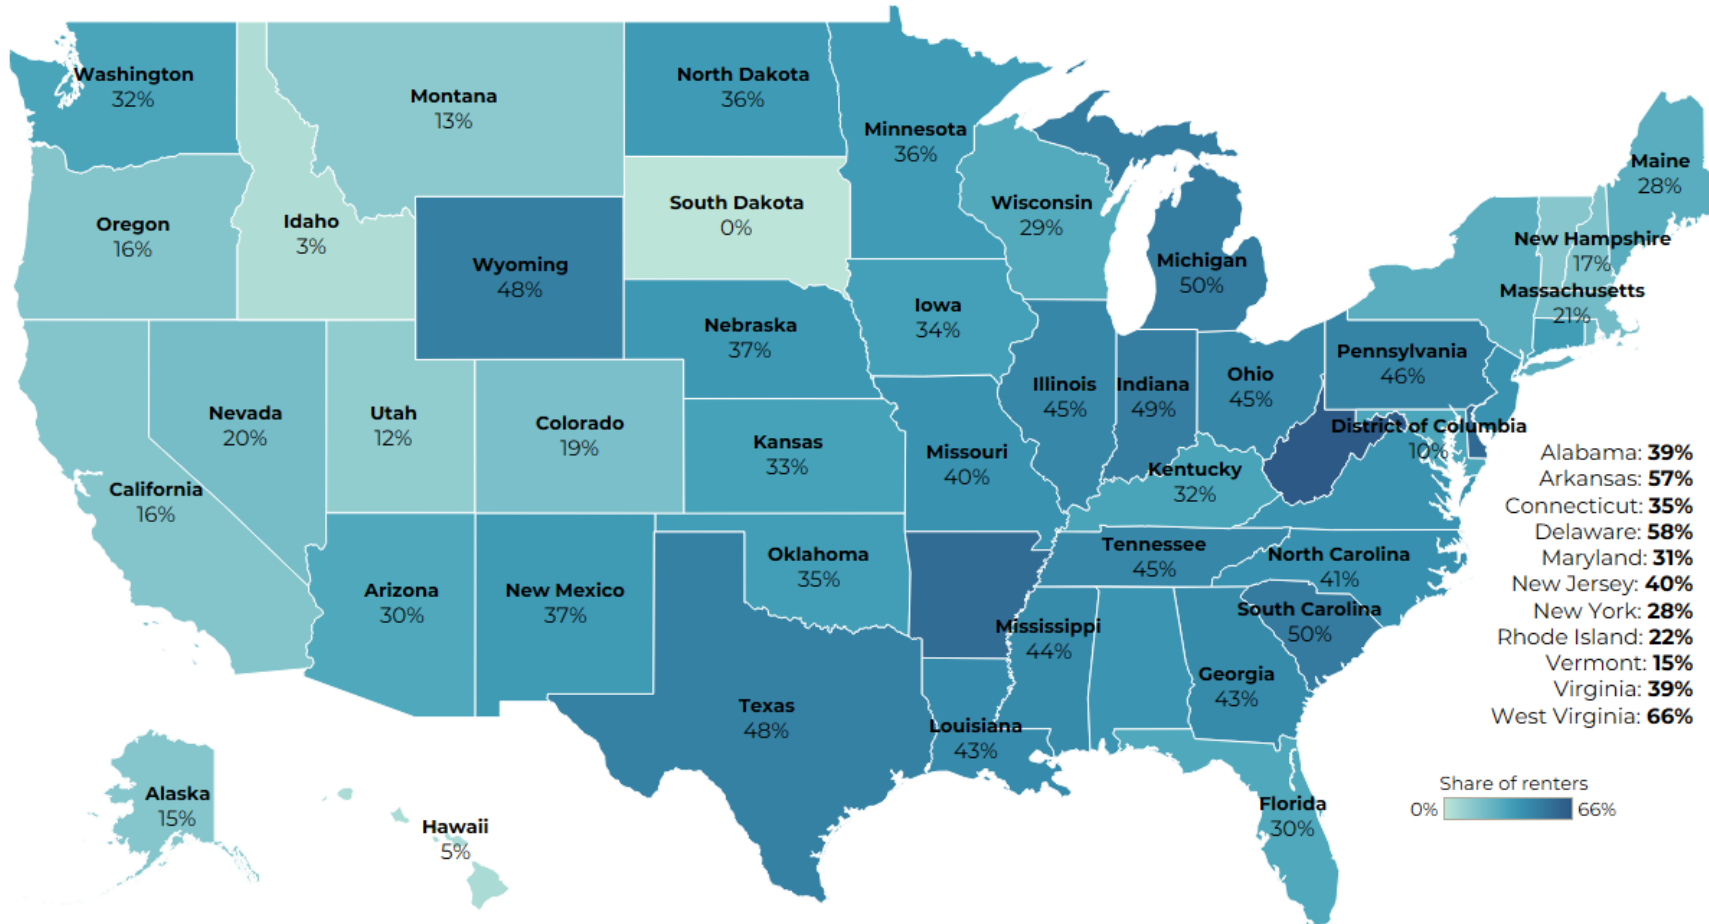 Washington
32%
Montana
13%
North Dakota
36%
Minnesota
36%
Maine
28%
Oregon
16%
Idaho
3%
South Dakota
0%
Wisconsin
29%
New Hampshire
17%
Wyoming
48%
Michigan
50%
Massachusetts
21%
Nebraska
37%
Iowa
34%
Pennsylvania
46%
Nevada
20%
Utah
12%
Colorado
19%
Illinois
45%
Indiana
49%
Ohio
45%
Kansas
33%
Missouri
40%
Kentucky
32%
District of Columbia
10%
California
16%
Arizona
30%
New Mexico
37%
Oklahoma
35%
Tennessee
45%
North Carolina
41%
South Carolina
50%
Mississippi
44%
Georgia
43%
Texas
48%
Louisiana
43%
Florida
30%
Alaska
15%
Hawaii
5%
Alabama: 39%
Arkansas: 57%
Connecticut: 35%
Delaware: 58%
Maryland: 31%
New Jersey: 40%
New York: 28%
Rhode Island: 22%
Vermont: 15%
Virginia: 39%
West Virginia: 66%
Share of renters
0% 66%